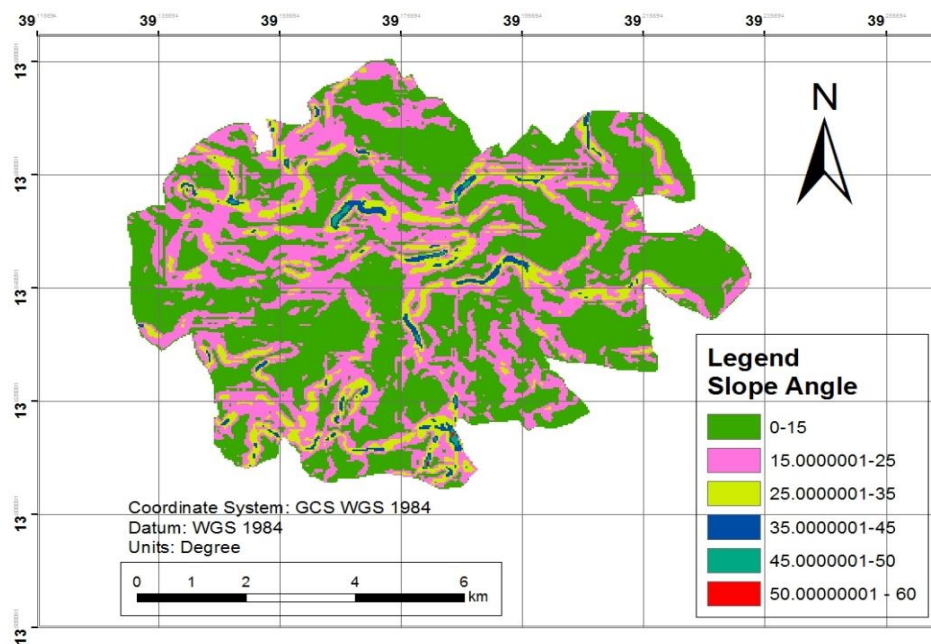 39 39 39 39 39 39 39 39
13
13
13
13
13
13
N
Legend
Slope Angle
0-15
15.0000001-25
25.0000001-35
35.0000001-45
45.0000001-50
50.00000001 - 60
Coordinate System: GCS WGS 1984
Datum: WGS 1984
Units: Degree
0 1 2 4 6
km